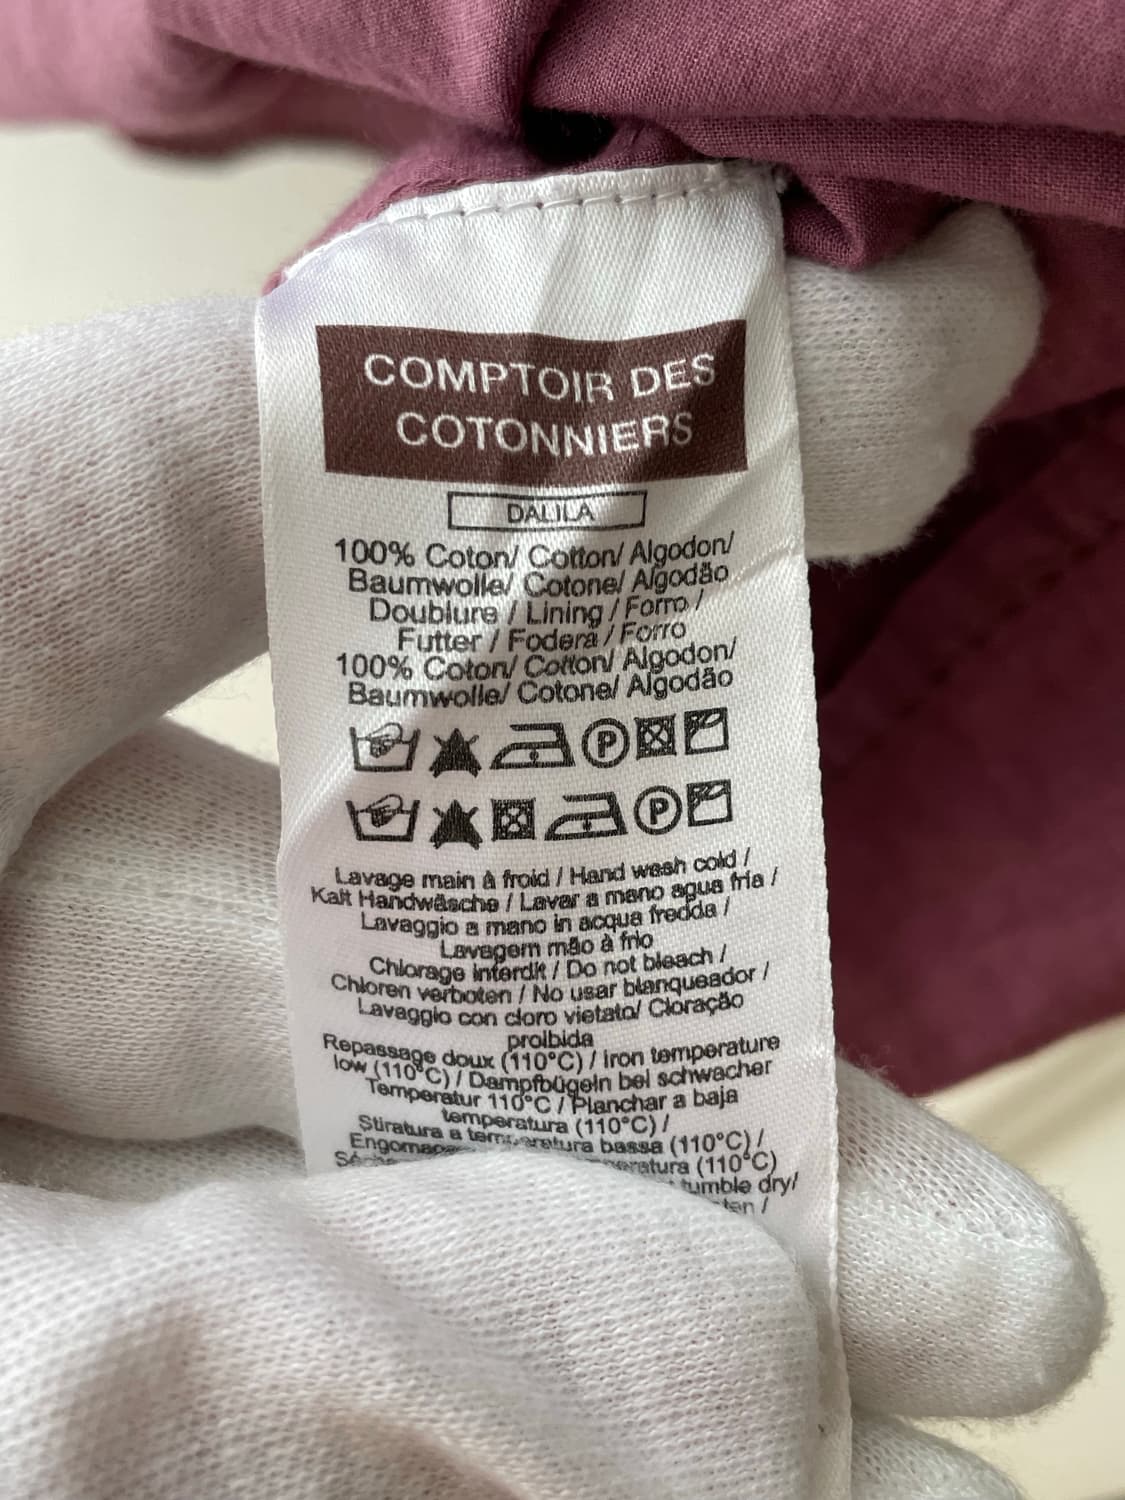 COMPTOIR DES
COTONNIERS
DALILA
100% Coton/ Cotton/ Algodon/
Baumwolle/ Cotone/ Algodão
Doublure / Lining / Forro /
Futter / Fodera / Forro
100% Coton/ Cotton/ Algodon/
Baumwolle/ Cotone/ Algodão
P
P
Lavage main à froid / Hand wash cold /
Kalt Handwäsche / Lavar a mano agua fria /
Lavaggio a mano in acqua fredda /
Lavagem mão à frio
Chlorage interdit / Do not bleach /
Chloren verboten / No usar blanqueador /
Lavaggio con cloro vietato/ Cloração
proibida
Repassage doux (110°C) / Iron temperature
low (110°C) / Dampfbügeln bei schwacher
Temperatur 110°C / Planchar a baja
temperatura (110°C) /
Stiratura a temperatura bassa (110°C) /
(110°C)
tumble dry/